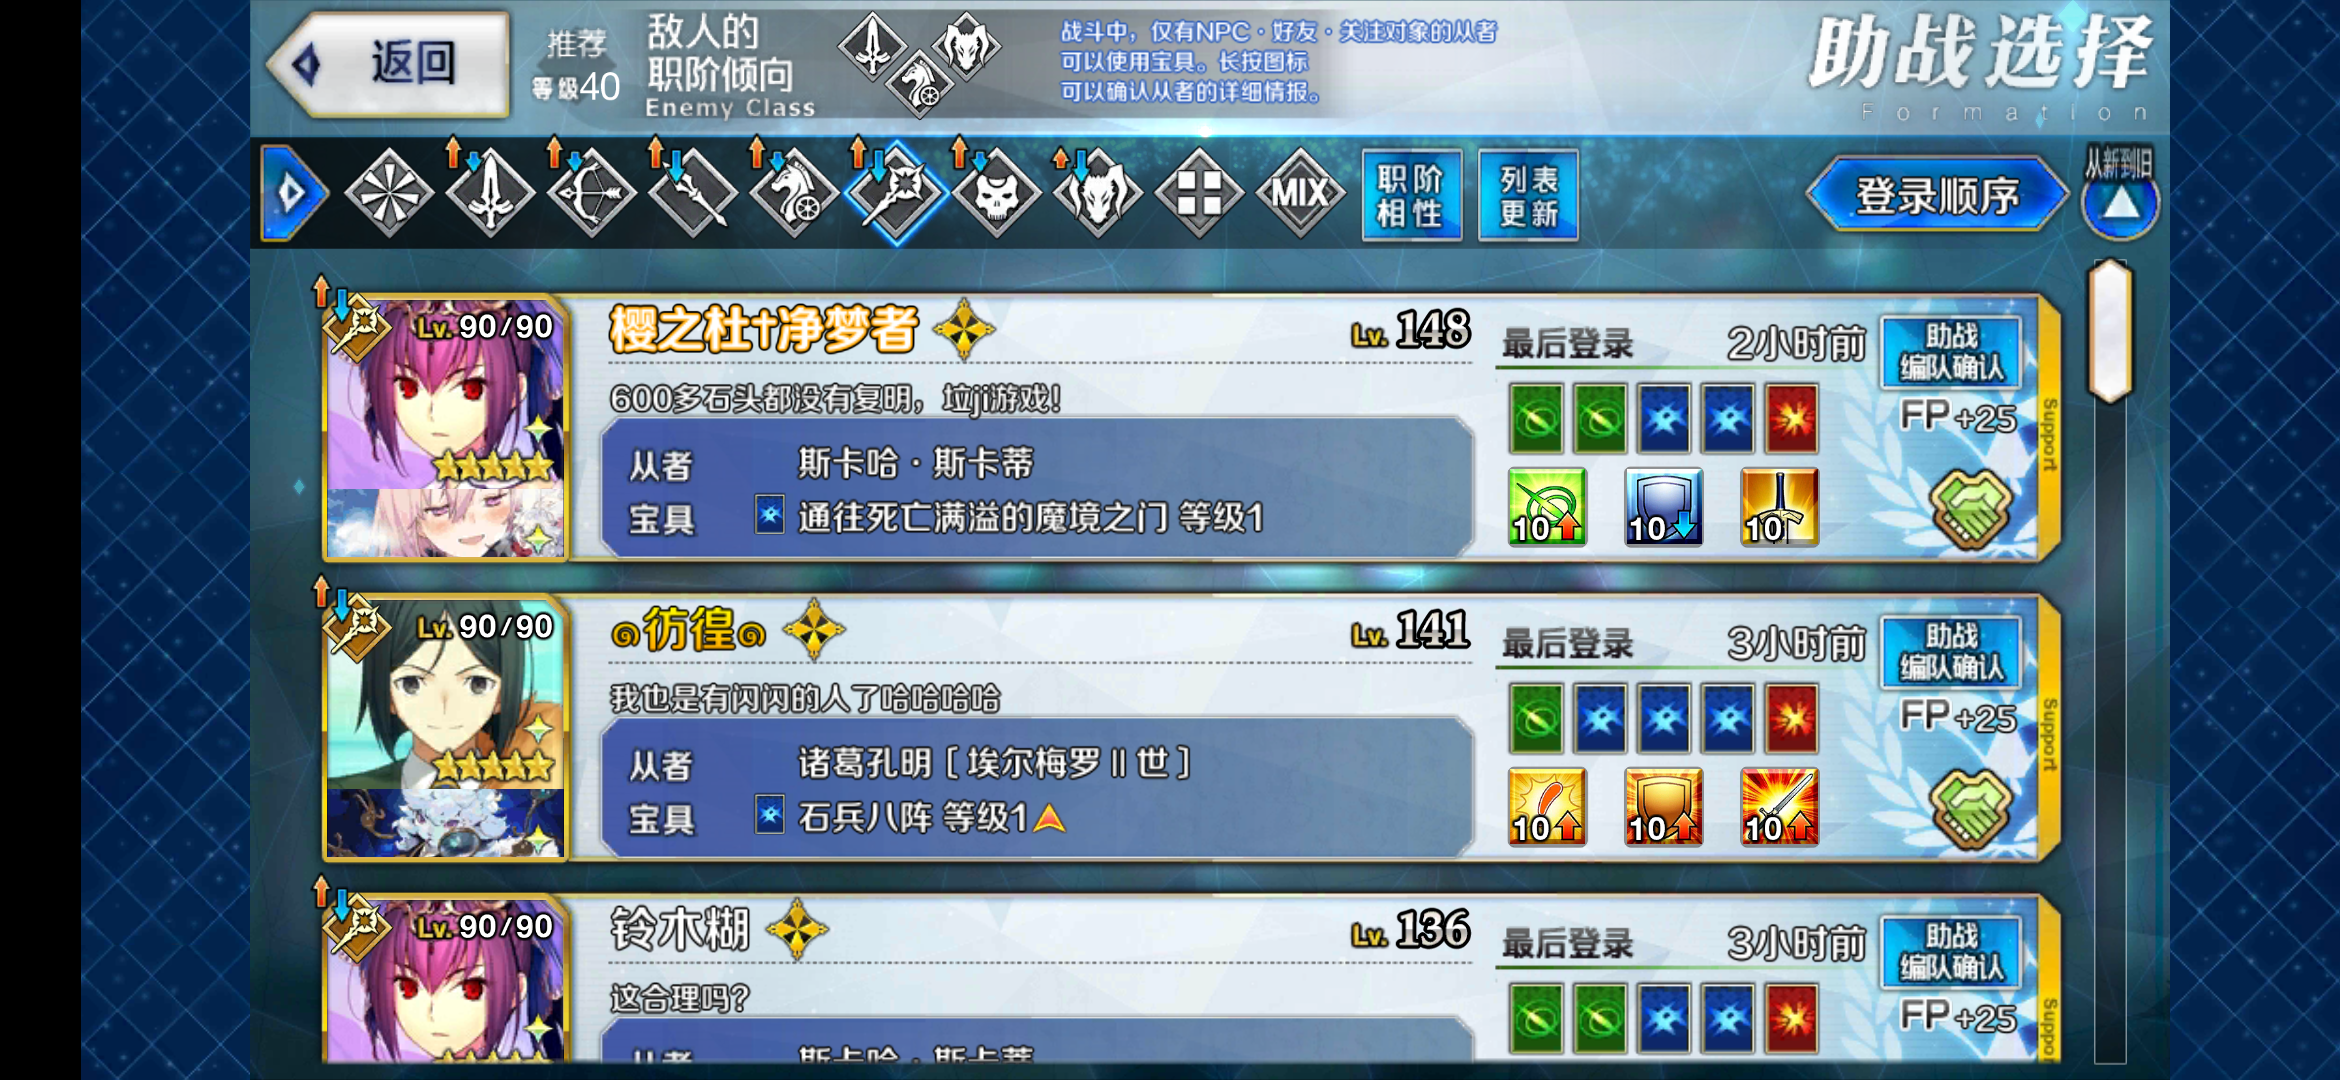 返回
推荐
等级40
敌人的
职阶倾向
Enemy Class
战斗中，仅有NPC·好友·关注对象的从者
可以使用宝具。长按图标
可以确认从者的详细情报。
助战选择
Formation
MIX
职阶
相性
列表
更新
登录顺序
从新到旧
Lv. 90/90
樱之杜†净梦者
Lv. 148
600多石头都没有复明，垃jj游戏!
从者 斯卡哈·斯卡蒂
宝具 通往死亡满溢的魔境之门 等级1
最后登录 2小时前
10 10 10
助战
编队确认
FP+25
Support
Lv. 90/90
彷徨
Lv. 141
我也是有闪闪的人了哈哈哈哈
从者 诸葛孔明［埃尔梅罗Ⅱ世］
宝具 石兵八阵 等级1
最后登录 3小时前
10 10 10
助战
编队确认
FP+25
Support
Lv. 90/90
铃木糊
Lv. 136
这合理吗?
从者 斯卡哈·斯卡蒂
最后登录 3小时前
助战
编队确认
FP+25
Suppo